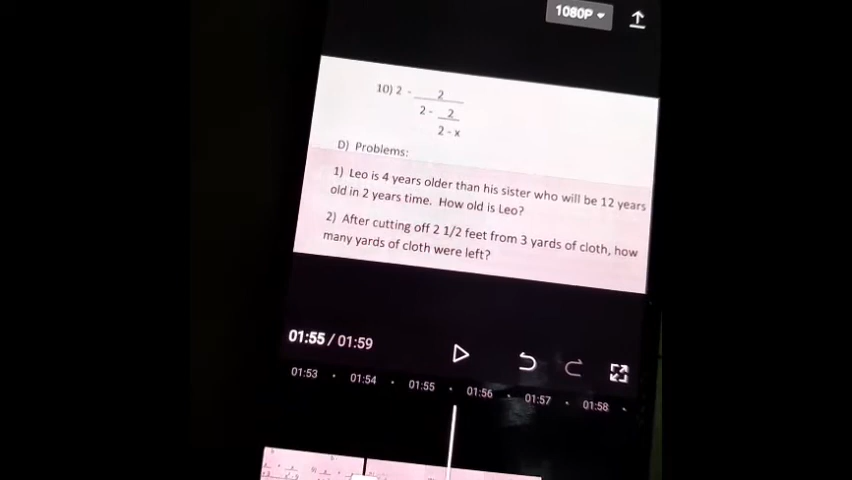 1080P
10) 2 - 2
2 - 2
2 - x
D) Problems:
1) Leo is 4 years older than his sister who will be 12 years
old in 2 years time. How old is Leo?
2) After cutting off 2 1/2 feet from 3 yards of cloth, how
many yards of cloth were left?
01:55 / 01:59
01:53 · 01:54 · 01:55 · 01:56 · 01:57 · 01:58